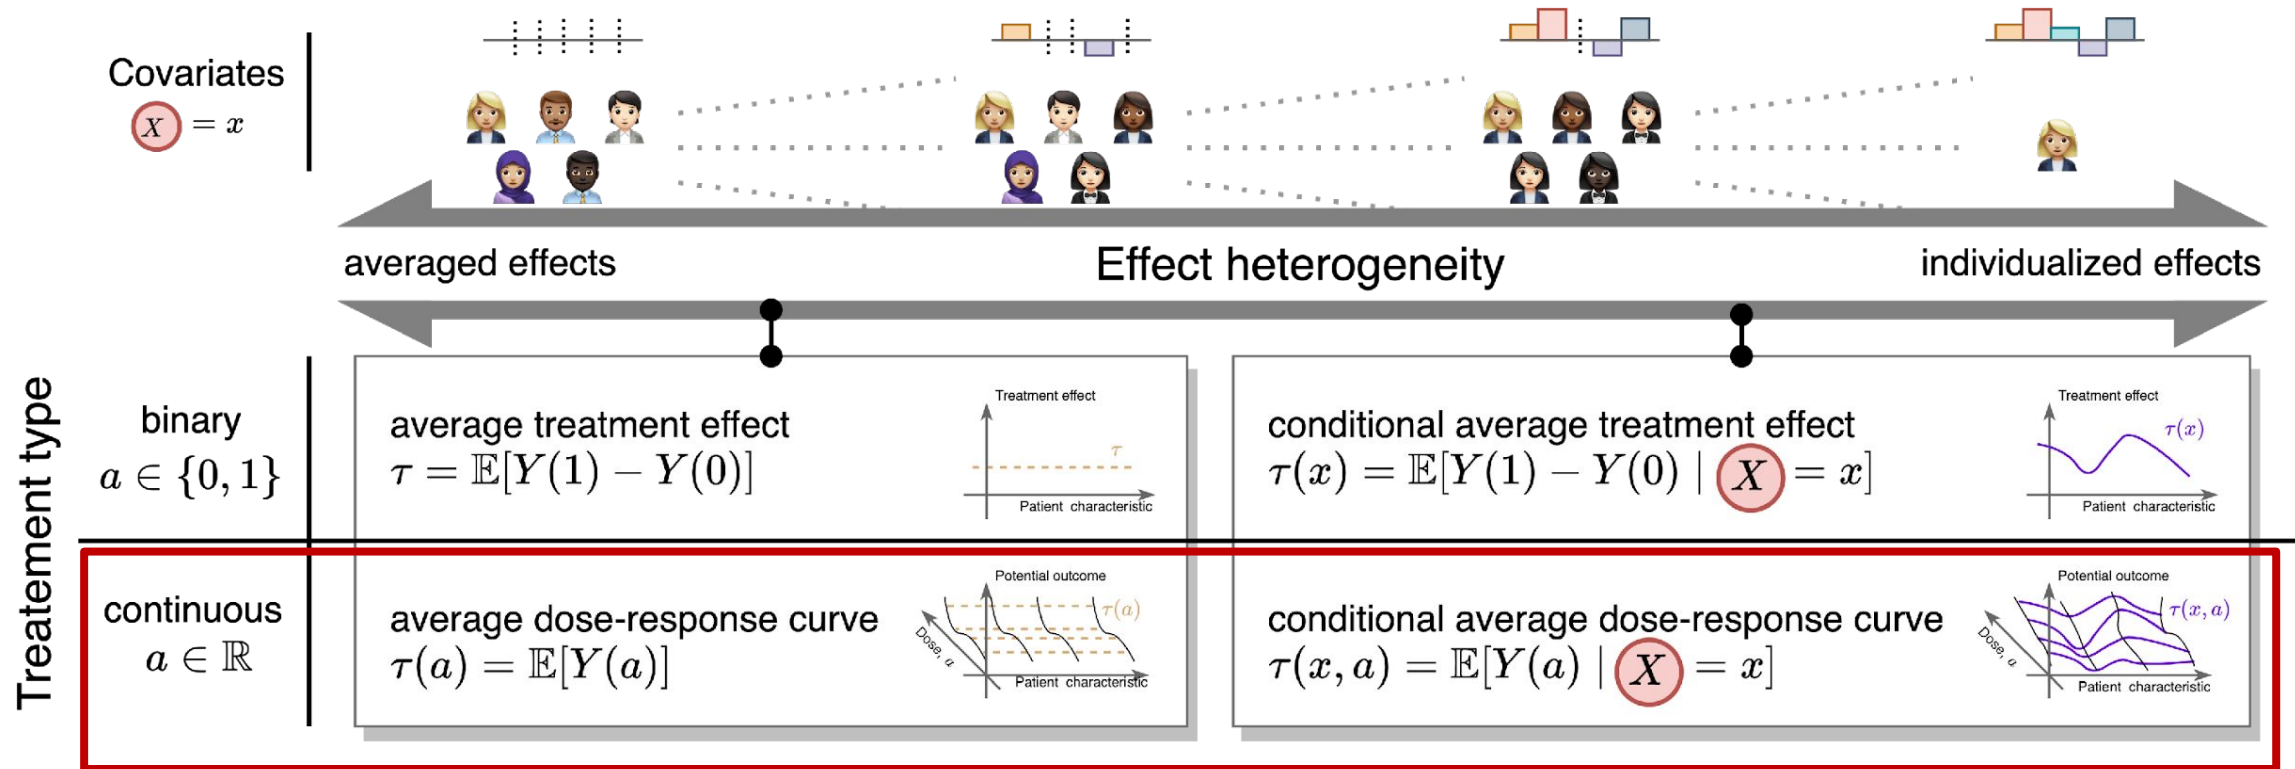 Covariates
X = x
averaged effects
Effect heterogeneity
individualized effects
Treatement type
binary
a ∈ {0, 1}
average treatment effect
τ = 𝔼[Y(1) − Y(0)]
Treatment effect
τ
Patient characteristic
conditional average treatment effect
τ(x) = 𝔼[Y(1) − Y(0) | X = x]
Treatment effect
τ(x)
Patient characteristic
continuous
a ∈ ℝ
average dose-response curve
τ(a) = 𝔼[Y(a)]
Potential outcome
τ(a)
Dose, a
Patient characteristic
conditional average dose-response curve
τ(x, a) = 𝔼[Y(a) | X = x]
Potential outcome
τ(x, a)
Dose, a
Patient characteristic